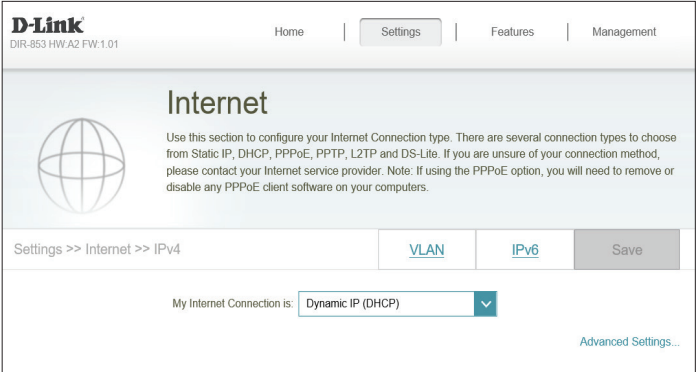 D-Link
DIR-853 HW:A2 FW:1.01
Home
Settings
Features
Management
Internet
Use this section to configure your Internet Connection type. There are several connection types to choose
from Static IP, DHCP, PPPoE, PPTP, L2TP and DS-Lite. If you are unsure of your connection method,
please contact your Internet service provider. Note: If using the PPPoE option, you will need to remove or
disable any PPPoE client software on your computers.
Settings >> Internet >> IPv4
VLAN
IPv6
Save
My Internet Connection is:
Dynamic IP (DHCP)
Advanced Settings...